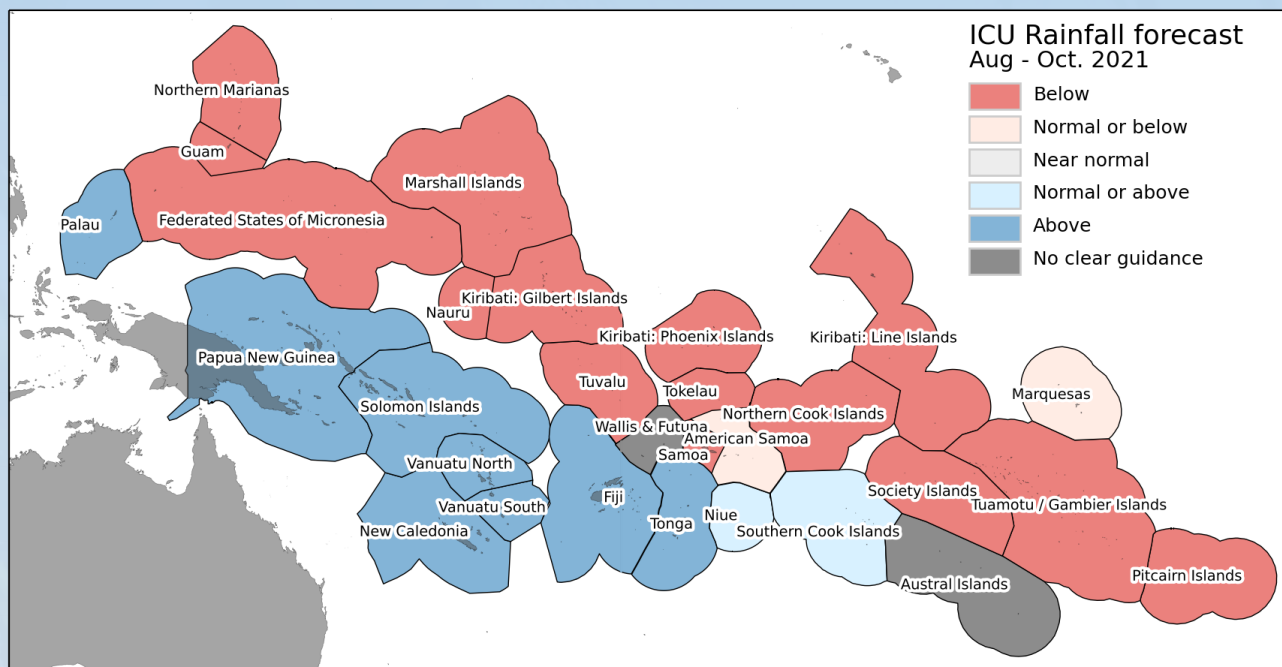 ICU Rainfall forecast
Aug - Oct. 2021
Below
Normal or below
Near normal
Normal or above
Above
No clear guidance
Northern Marianas
Guam
Marshall Islands
Palau
Federated States of Micronesia
Nauru
Kiribati: Gilbert Islands
Kiribati: Phoenix Islands
Kiribati: Line Islands
Papua New Guinea
Tuvalu
Tokelau
Marquesas
Solomon Islands
Northern Cook Islands
Wallis & Futuna
American Samoa
Samoa
Vanuatu North
Society Islands
Vanuatu South
Fiji
Tuamotu / Gambier Islands
New Caledonia
Tonga
Niue
Southern Cook Islands
Austral Islands
Pitcairn Islands